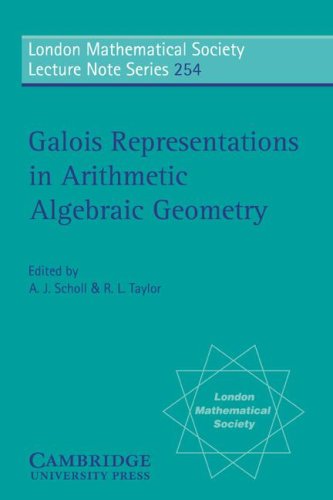 London Mathematical Society
Lecture Note Series 254
Galois Representations
in Arithmetic
Algebraic Geometry
Edited by
A. J. Scholl & R. L. Taylor
London
Mathematical
Society
CAMBRIDGE
UNIVERSITY PRESS